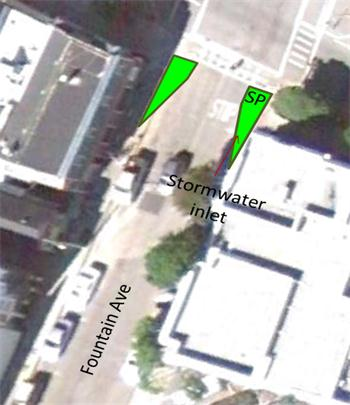 SP
Stormwater
inlet
Fountain Ave